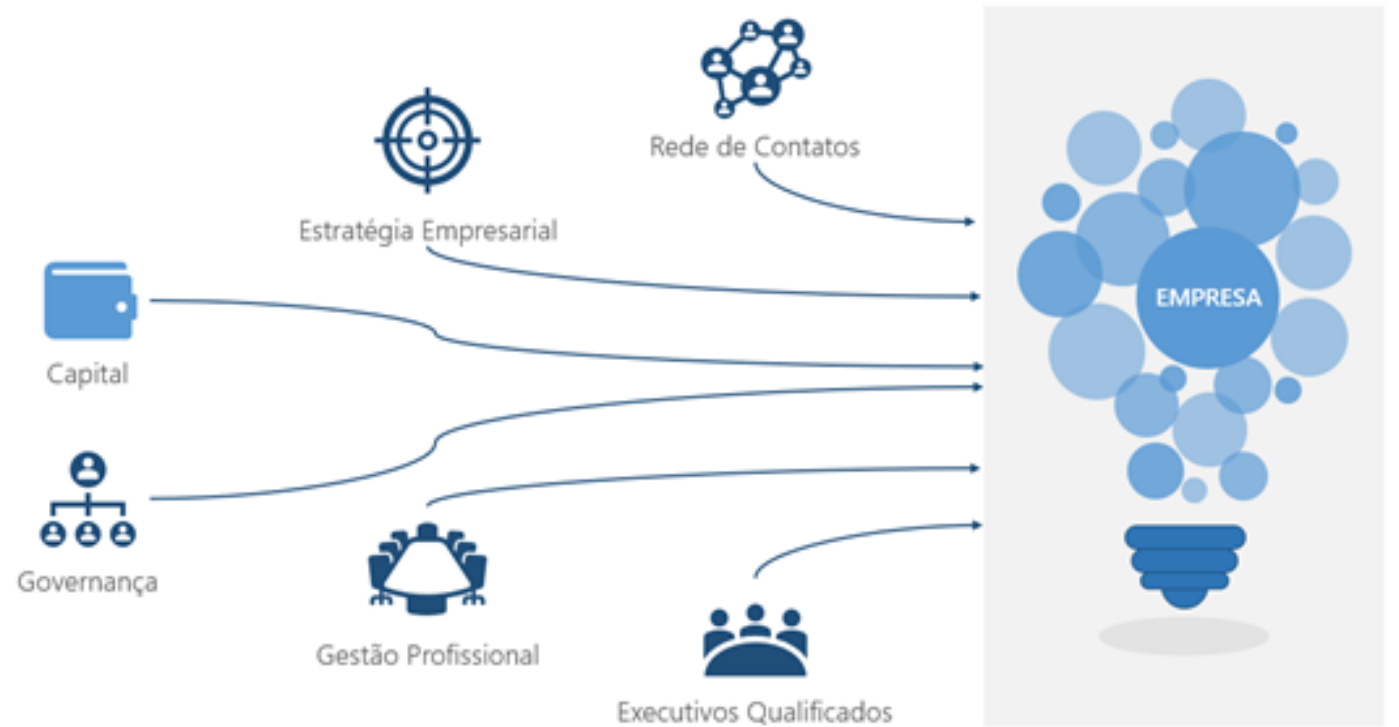 Rede de Contatos
Estratégia Empresarial
Capital
EMPRESA
Governança
Gestão Profissional
Executivos Qualificados